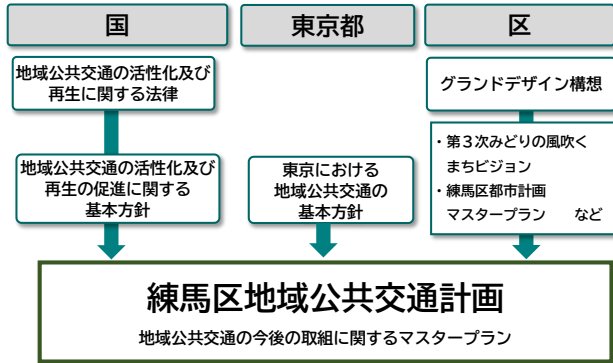 国
東京都
区
地域公共交通の活性化及び
再生に関する法律
地域公共交通の活性化及び
再生の促進に関する
基本方針
東京における
地域公共交通の
基本方針
グランドデザイン構想
・第３次みどりの風吹く
まちビジョン
・練馬区都市計画
マスタープラン　など
練馬区地域公共交通計画
地域公共交通の今後の取組に関するマスタープラン